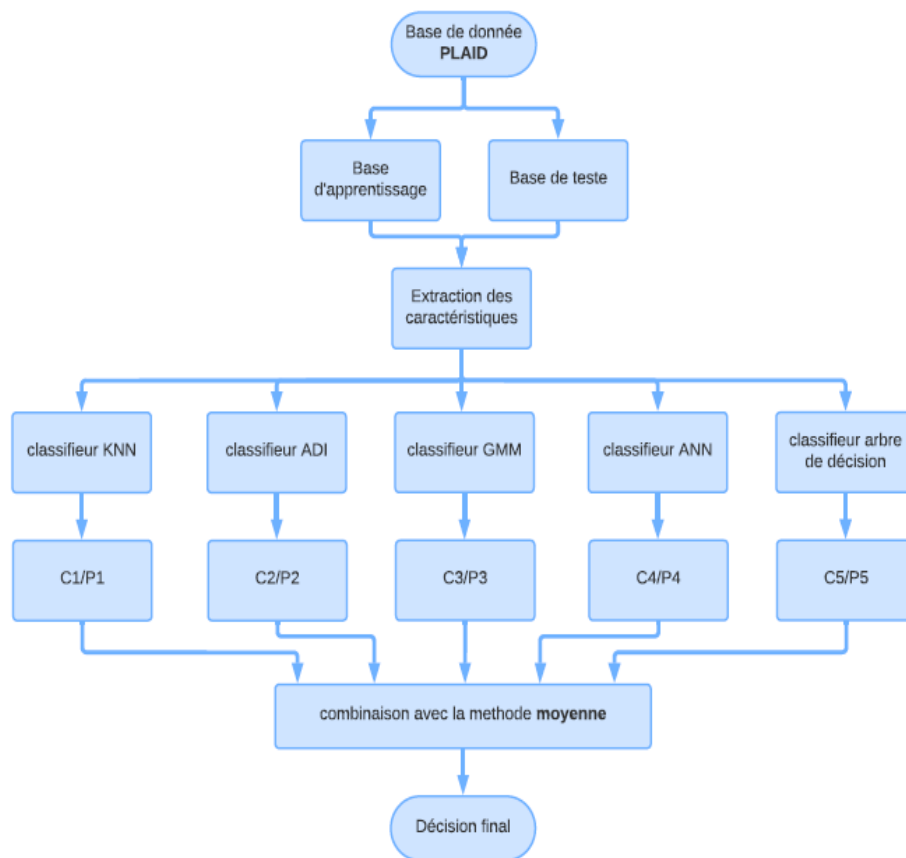 Base de donnée
PLAID
Base
d'apprentissage
Base de teste
Extraction des
caractéristiques
classifieur KNN
classifieur ADI
classifieur GMM
classifieur ANN
classifieur arbre
de décision
C1/P1
C2/P2
C3/P3
C4/P4
C5/P5
combinaison avec la methode moyenne
Décision final